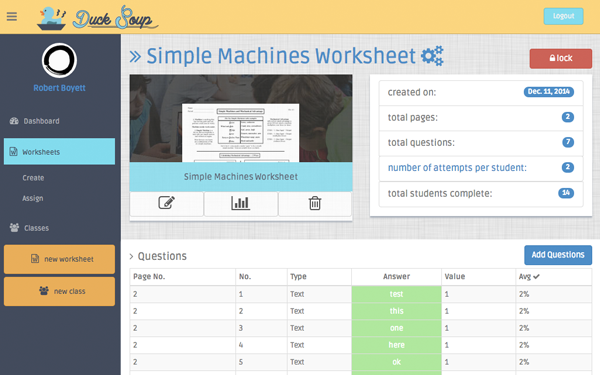 Duck Soup
Logout
Robert Boyett
Dashboard
Worksheets
Create
Assign
Classes
new worksheet
new class
» Simple Machines Worksheet
lock
Simple Machines Worksheet
created on: Dec. 11, 2014
total pages: 2
total questions: 7
number of attempts per student: 2
total students complete: 14
> Questions
Add Questions
Page No. No. Type Answer Value Avg ✓
2 1 Text test 1 2%
2 2 Text this 1 2%
2 3 Text one 1 2%
2 4 Text here 1 2%
2 5 Text ok 1 2%